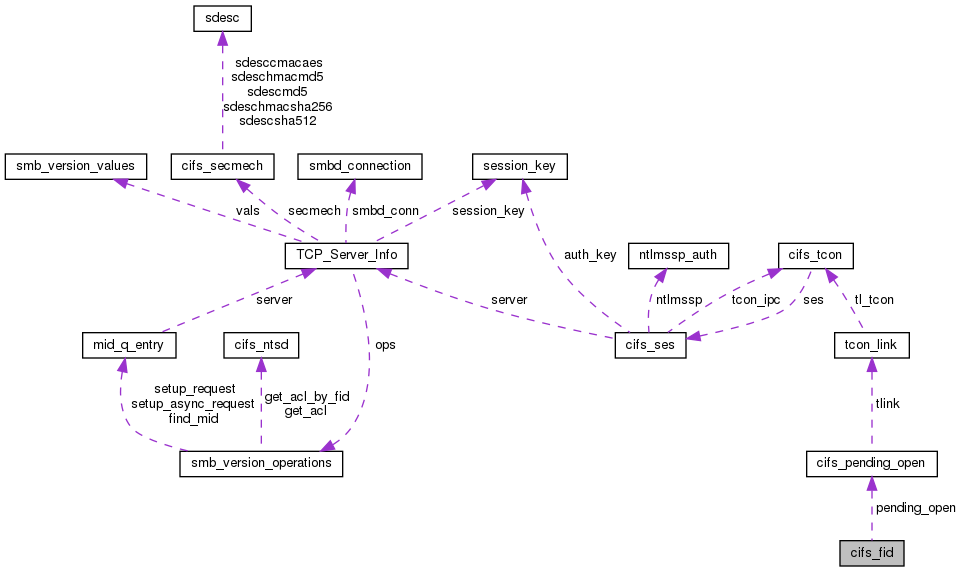 sdesc
sdesccmacaes
sdeschmacmd5
sdescmd5
sdeschmacsha256
sdescsha512
smb_version_values
cifs_secmech
smbd_connection
session_key
vals
secmech
smbd_conn
session_key
TCP_Server_Info
auth_key
ntlmssp_auth
cifs_tcon
server
server
ntlmssp
tcon_ipc
ses
tl_tcon
mid_q_entry
cifs_ntsd
ops
cifs_ses
tcon_link
setup_request
setup_async_request
find_mid
get_acl_by_fid
get_acl
tlink
smb_version_operations
cifs_pending_open
pending_open
cifs_fid